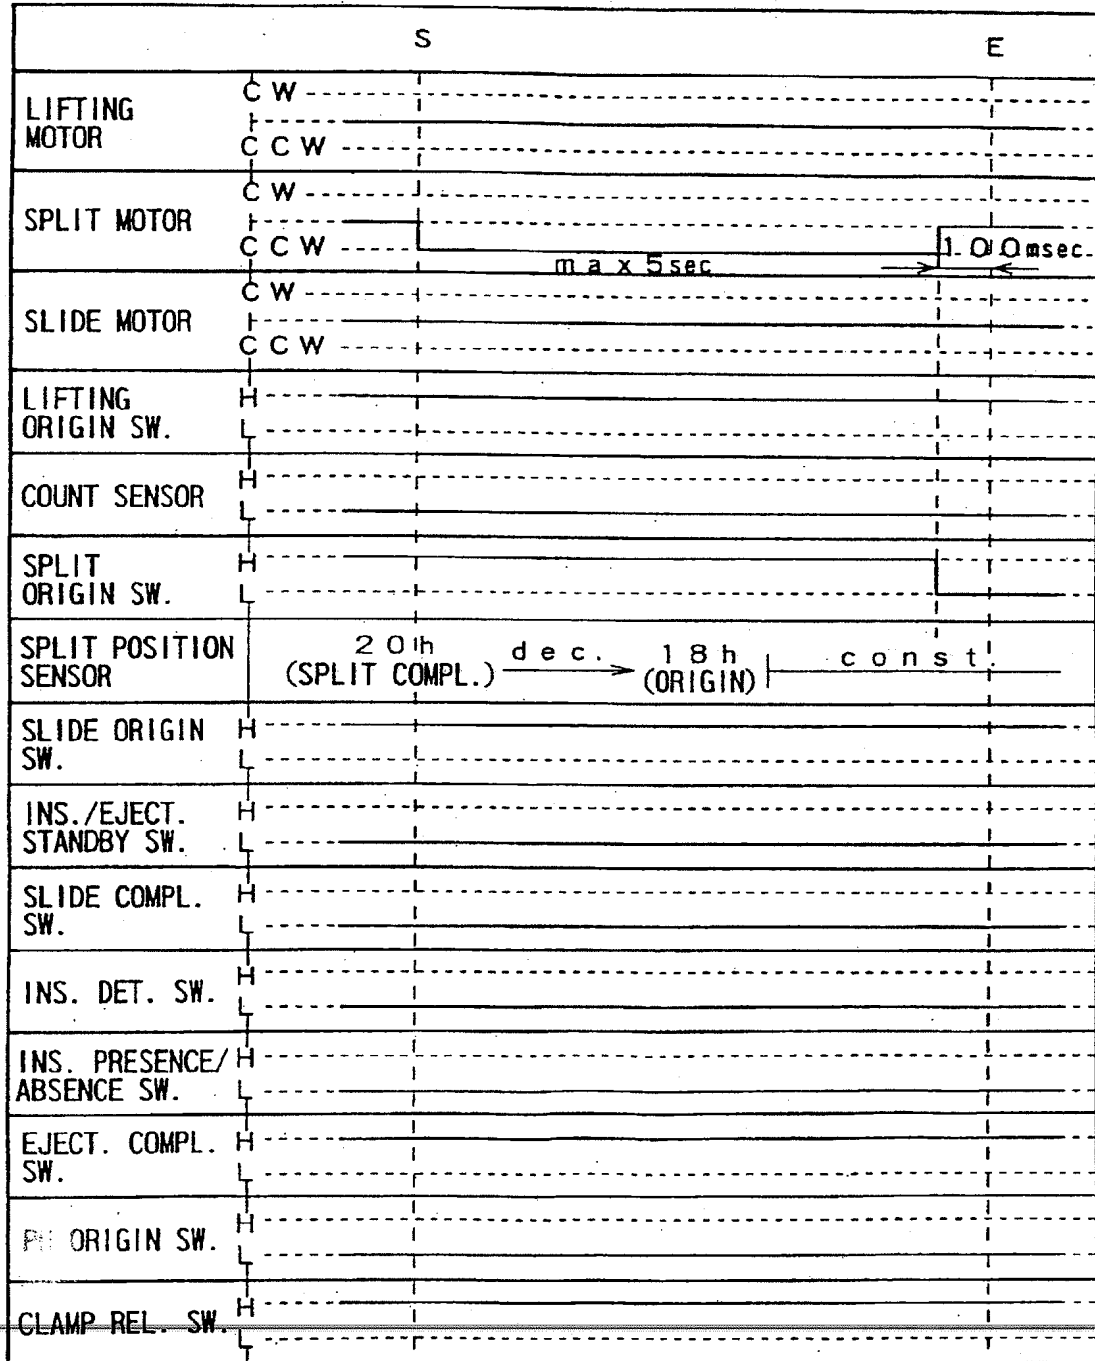 S E
LIFTING
MOTOR
CW
CCW
SPLIT MOTOR
CW
CCW
max 5sec
100msec.
SLIDE MOTOR
CW
CCW
LIFTING
ORIGIN SW.
H
L
COUNT SENSOR
H
L
SPLIT
ORIGIN SW.
H
L
SPLIT POSITION
SENSOR
20h
(SPLIT COMPL.)
dec.
18h
(ORIGIN)
const.
SLIDE ORIGIN
SW.
H
L
INS./EJECT.
STANDBY SW.
H
L
SLIDE COMPL.
SW.
H
L
INS. DET. SW.
H
L
INS. PRESENCE/
ABSENCE SW.
H
L
EJECT. COMPL.
SW.
H
L
ORIGIN SW.
H
L
CLAMP REL. SW.
H
L